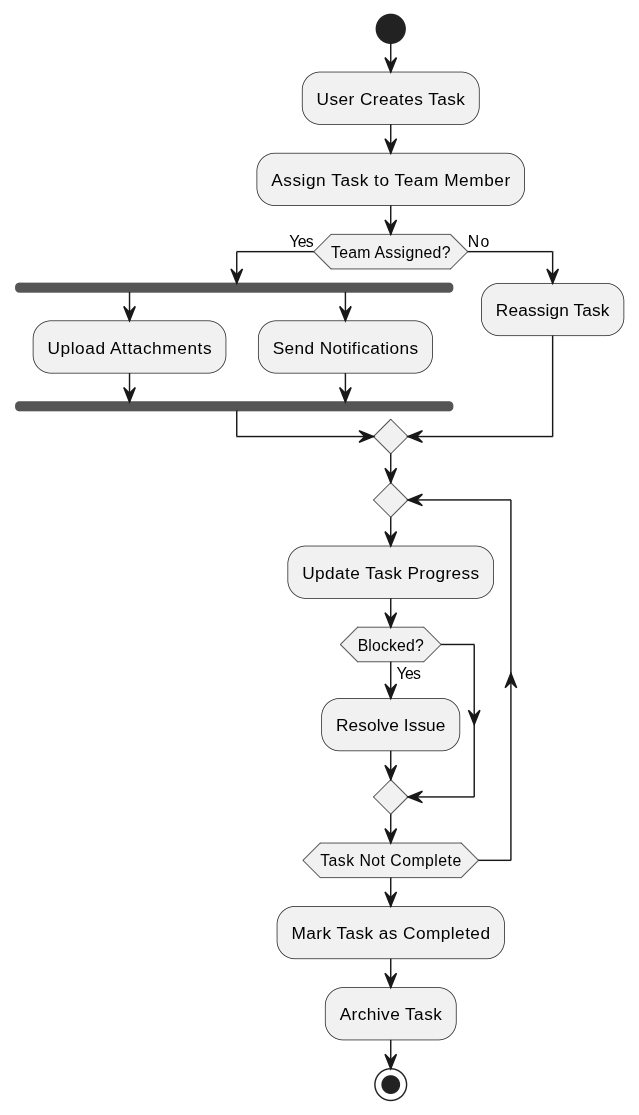 User Creates Task
Assign Task to Team Member
Yes
Team Assigned?
No
Reassign Task
Upload Attachments
Send Notifications
Update Task Progress
Blocked?
Yes
Resolve Issue
Task Not Complete
Mark Task as Completed
Archive Task